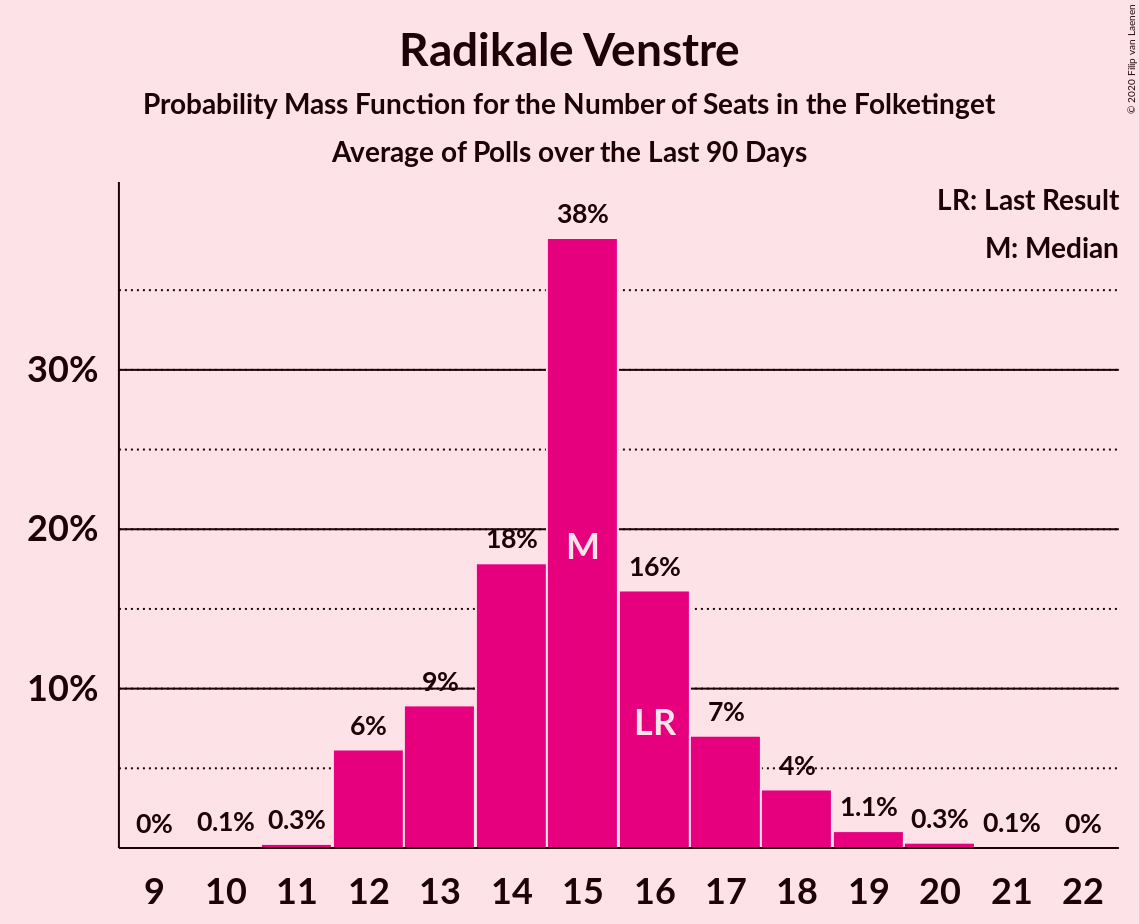 Radikale Venstre
Probability Mass Function for the Number of Seats in the Folketinget
Average of Polls over the Last 90 Days
© 2020 Filip van Laenen
LR: Last Result
M: Median
38%
30%
20%
18%
M
16%
10%
9%
LR
7%
6%
4%
0%
0.1%
0.3%
1.1%
0.3%
0.1%
0%
9 10 11 12 13 14 15 16 17 18 19 20 21 22